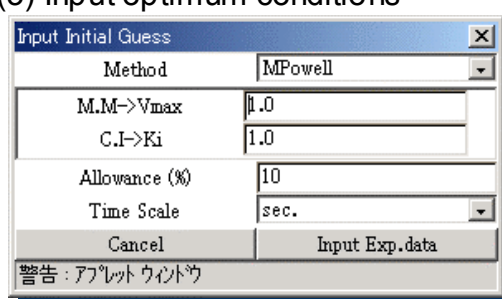 (3) Input optimum conditions
Input Initial Guess
Method MPowell
M.M->Vmax 1.0
C.I->Ki 1.0
Allowance (%) 10
Time Scale sec.
Cancel Input Exp.data
警告 : アプレット ウィンドウ